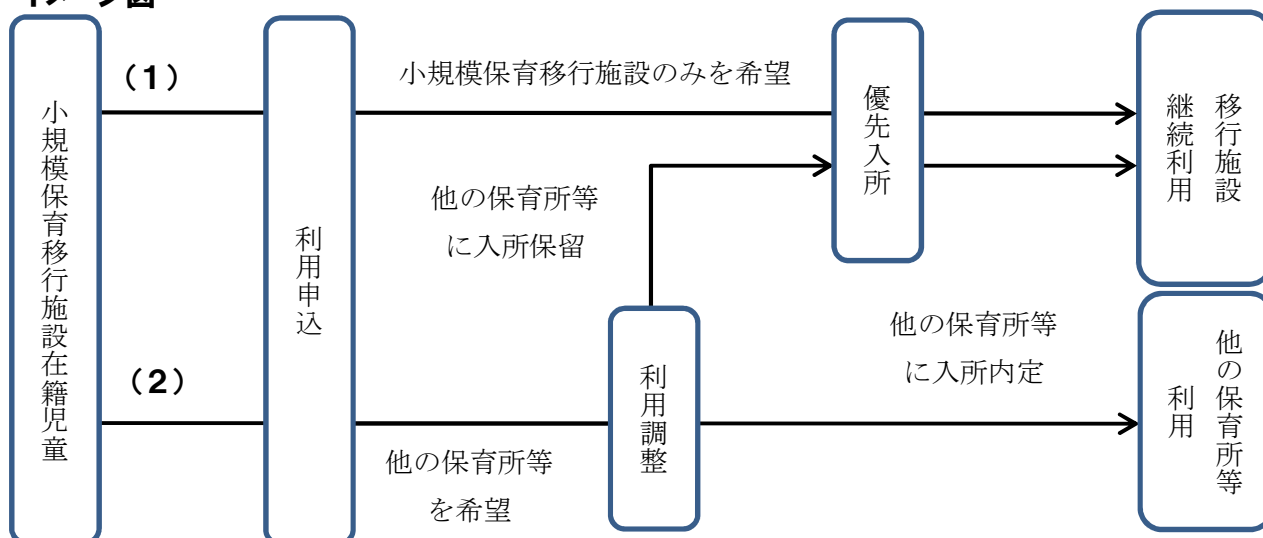 イメージ図
小規模保育移行施設在籍児童
(1)
(2)
利用申込
小規模保育移行施設のみを希望
他の保育所等
に入所保留
他の保育所等
を希望
利用調整
優先入所
他の保育所等
に入所内定
移行施設
継続利用
他の保育所等
利用